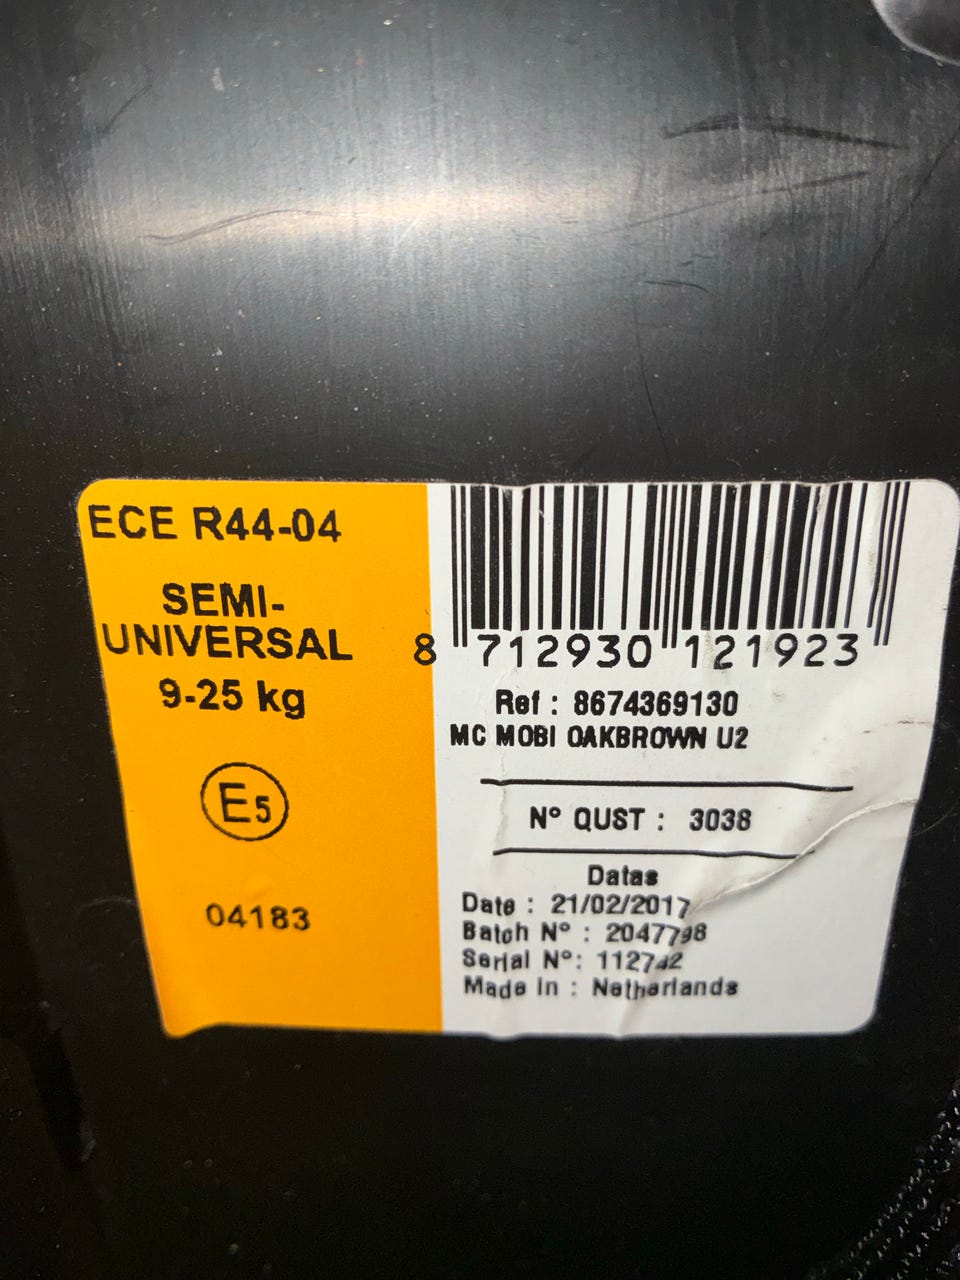 ECE R44-04
SEMI-
UNIVERSAL
9-25 kg
E5
04183
8 712930 121923
Ref : 8674369130
MC MOBI OAKBROWN U2
N° QUST : 3038
Datas
Date : 21/02/2017
Batch N° : 2047798
Serial N°: 112742
Made in : Netherlands